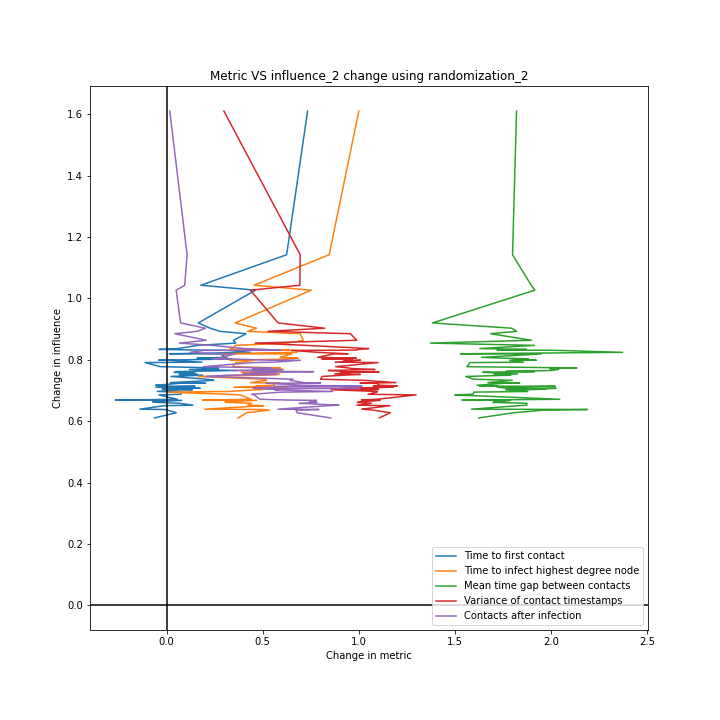 Metric VS influence_2 change using randomization_2
Change in influence
1.6
1.4
1.2
1.0
0.8
0.6
0.4
0.2
0.0
0.0 0.5 1.0 1.5 2.0 2.5
Change in metric
Time to first contact
Time to infect highest degree node
Mean time gap between contacts
Variance of contact timestamps
Contacts after infection